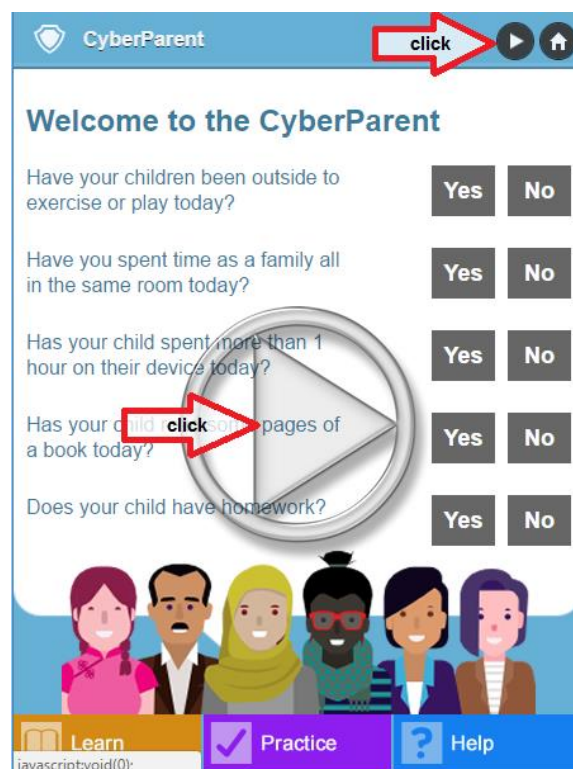 CyberParent
click
Welcome to the CyberParent
Have your children been outside to
exercise or play today?
Yes No
Have you spent time as a family all
in the same room today?
Yes No
Has your child spent more than 1
hour on their device today?
Yes No
Has your child read some pages of
a book today?
click
Yes No
Does your child have homework?
Yes No
Learn
Practice
Help
javascript:void(0);